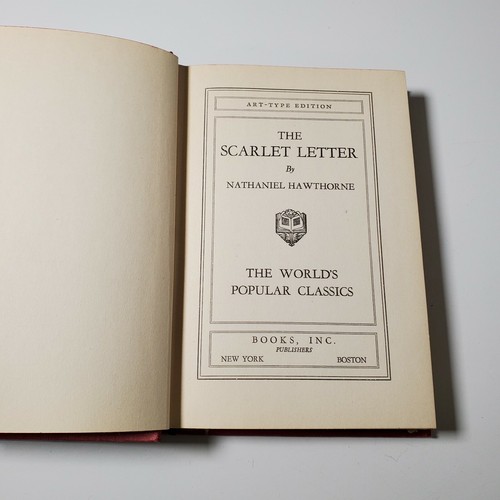 ART-TYPE EDITION
THE
SCARLET LETTER
By
NATHANIEL HAWTHORNE
THE WORLD'S
POPULAR CLASSICS
BOOKS, INC.
PUBLISHERS
NEW YORK BOSTON